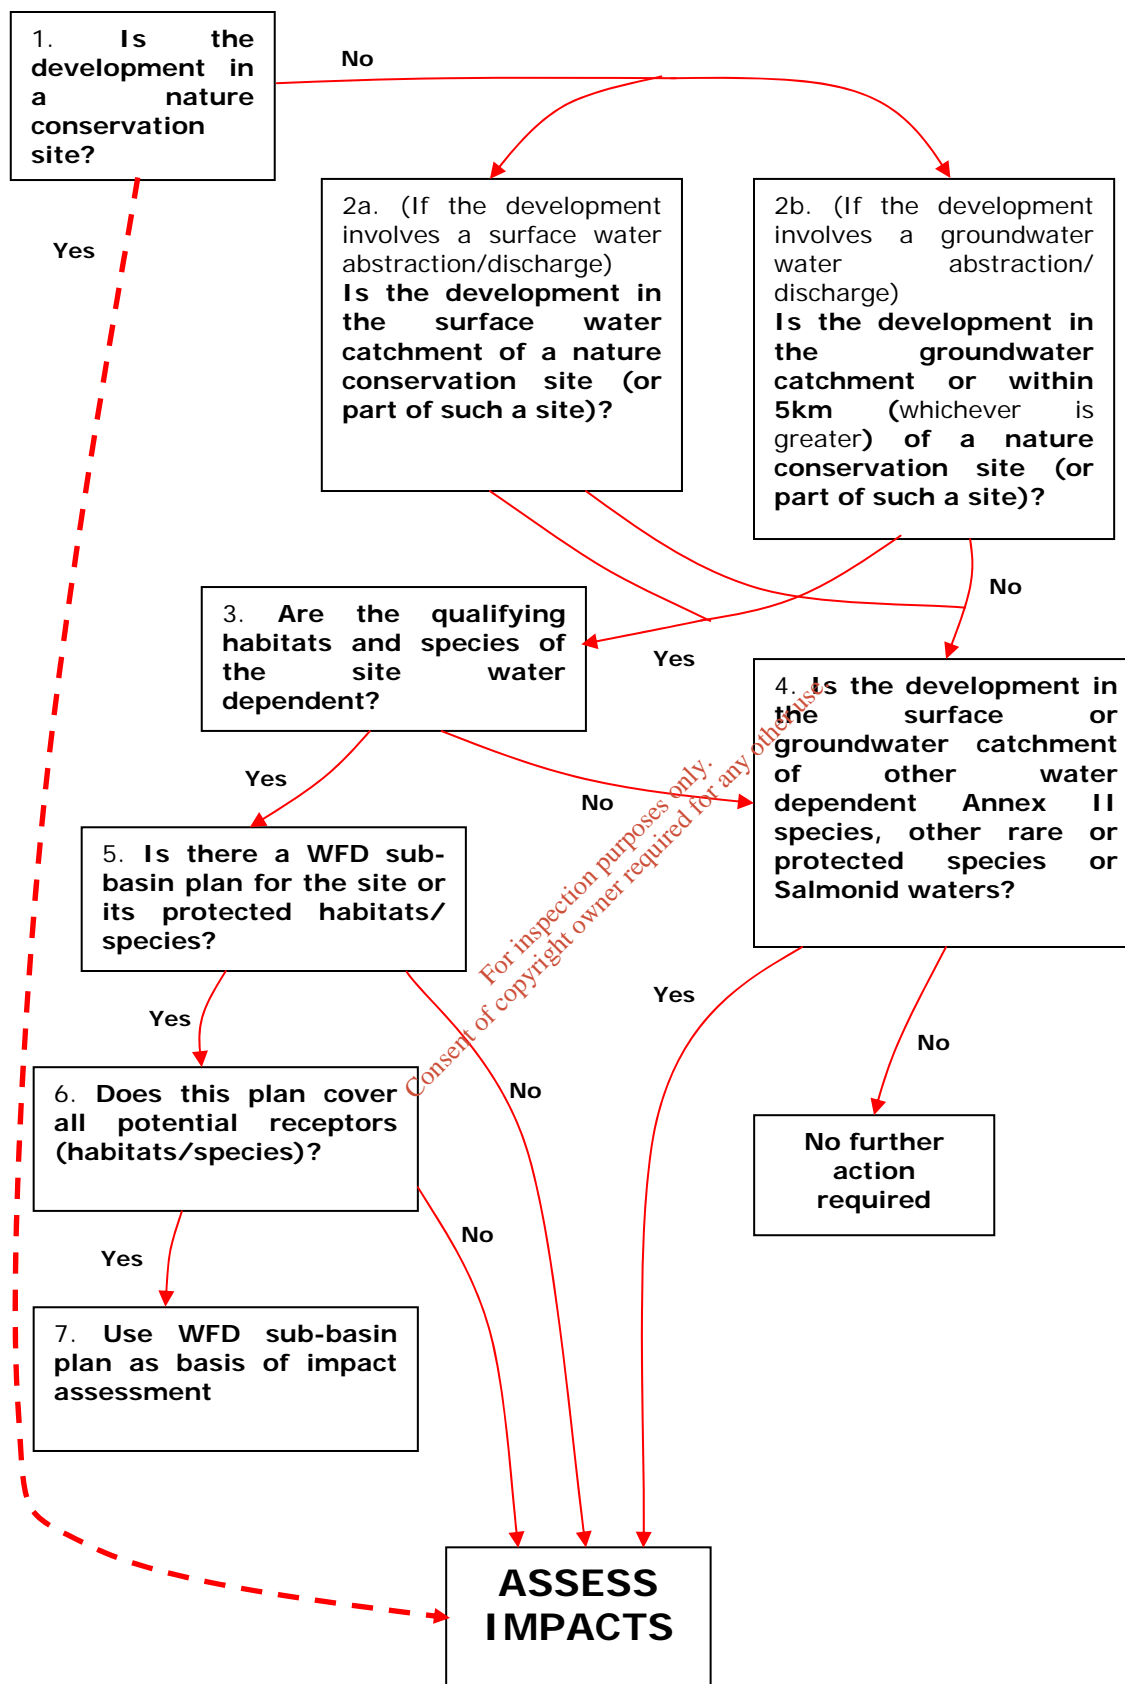 1. Is the
development in
a nature
conservation
site?
No
Yes
2a. (If the development
involves a surface water
abstraction/discharge)
Is the development in
the surface water
catchment of a nature
conservation site (or
part of such a site)?
2b. (If the development
involves a groundwater
water abstraction/
discharge)
Is the development in
the groundwater
catchment or within
5km (whichever is
greater) of a nature
conservation site (or
part of such a site)?
No
Yes
3. Are the qualifying
habitats and species of
the site water
dependent?
4. Is the development in
the surface or
groundwater catchment
of other water
dependent Annex II
species, other rare or
protected species or
Salmonid waters?
Yes
No
5. Is there a WFD sub-
basin plan for the site or
its protected habitats/
species?
For inspection purposes only.
Consent of copyright owner required for any other use.
Yes
No
Yes
No
6. Does this plan cover
all potential receptors
(habitats/species)?
No further
action
required
Yes
No
7. Use WFD sub-basin
plan as basis of impact
assessment
ASSESS
IMPACTS